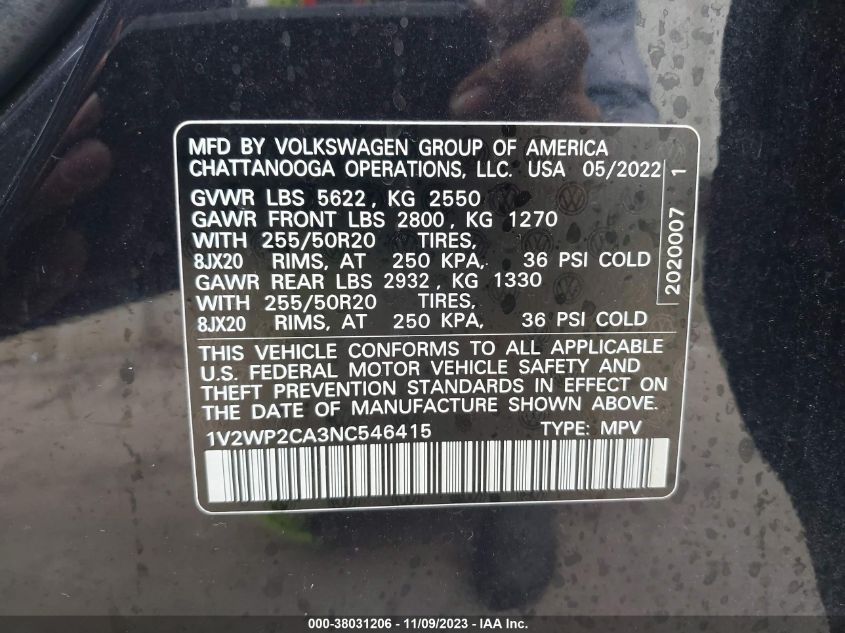 MFD BY VOLKSWAGEN GROUP OF AMERICA
CHATTANOOGA OPERATIONS, LLC. USA 05/2022
GVWR LBS 5622, KG 2550
GAWR FRONT LBS 2800, KG 1270
WITH 255/50R20 TIRES,
8JX20 RIMS, AT 250 KPA, 36 PSI COLD
GAWR REAR LBS 2932, KG 1330
WITH 255/50R20 TIRES,
8JX20 RIMS, AT 250 KPA, 36 PSI COLD
2020007 1
THIS VEHICLE CONFORMS TO ALL APPLICABLE
U.S. FEDERAL MOTOR VEHICLE SAFETY AND
THEFT PREVENTION STANDARDS IN EFFECT ON
THE DATE OF MANUFACTURE SHOWN ABOVE.
1V2WP2CA3NC546415 TYPE: MPV
000-38031206 - 11/09/2023 - IAAI.COM